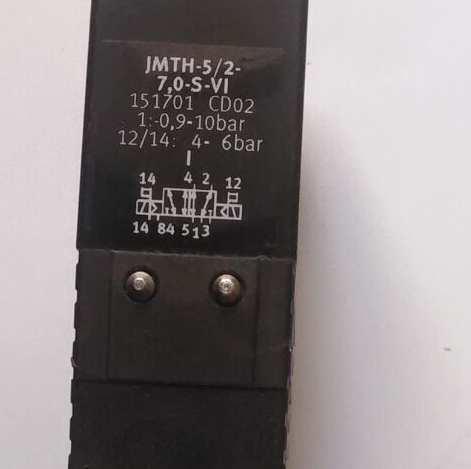 JMTH-5/2-
7,0-S-VI
151701 CD02
1:-0,9-10bar
12/14: 4- 6bar
I
14 4 2 12
14 84 5 1 3